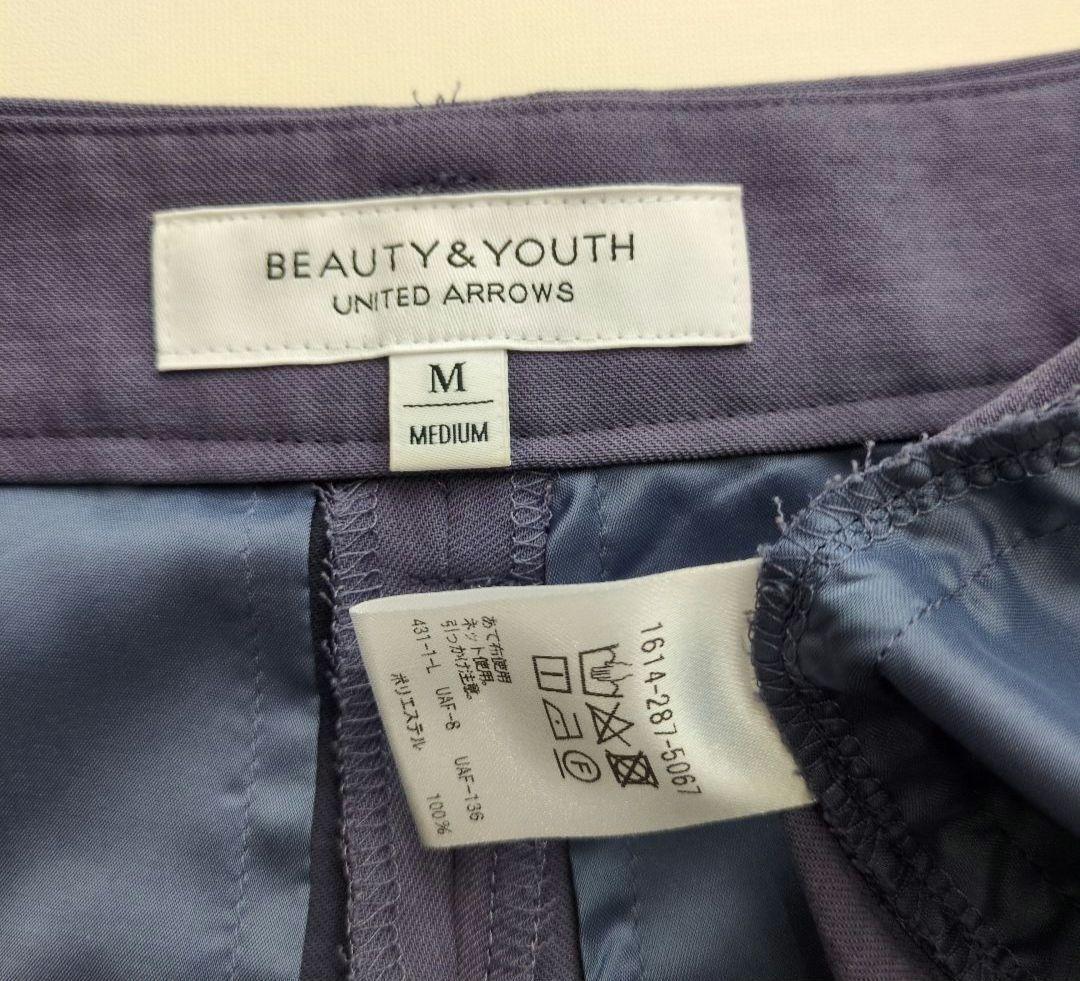 BEAUTY&YOUTH
UNITED ARROWS
M
MEDIUM
1614-287-5067
F
あて布使用
ネット使用。
引っかけ注意。
431-1-L UAF-8 UAF-136
ポリエステル 100%